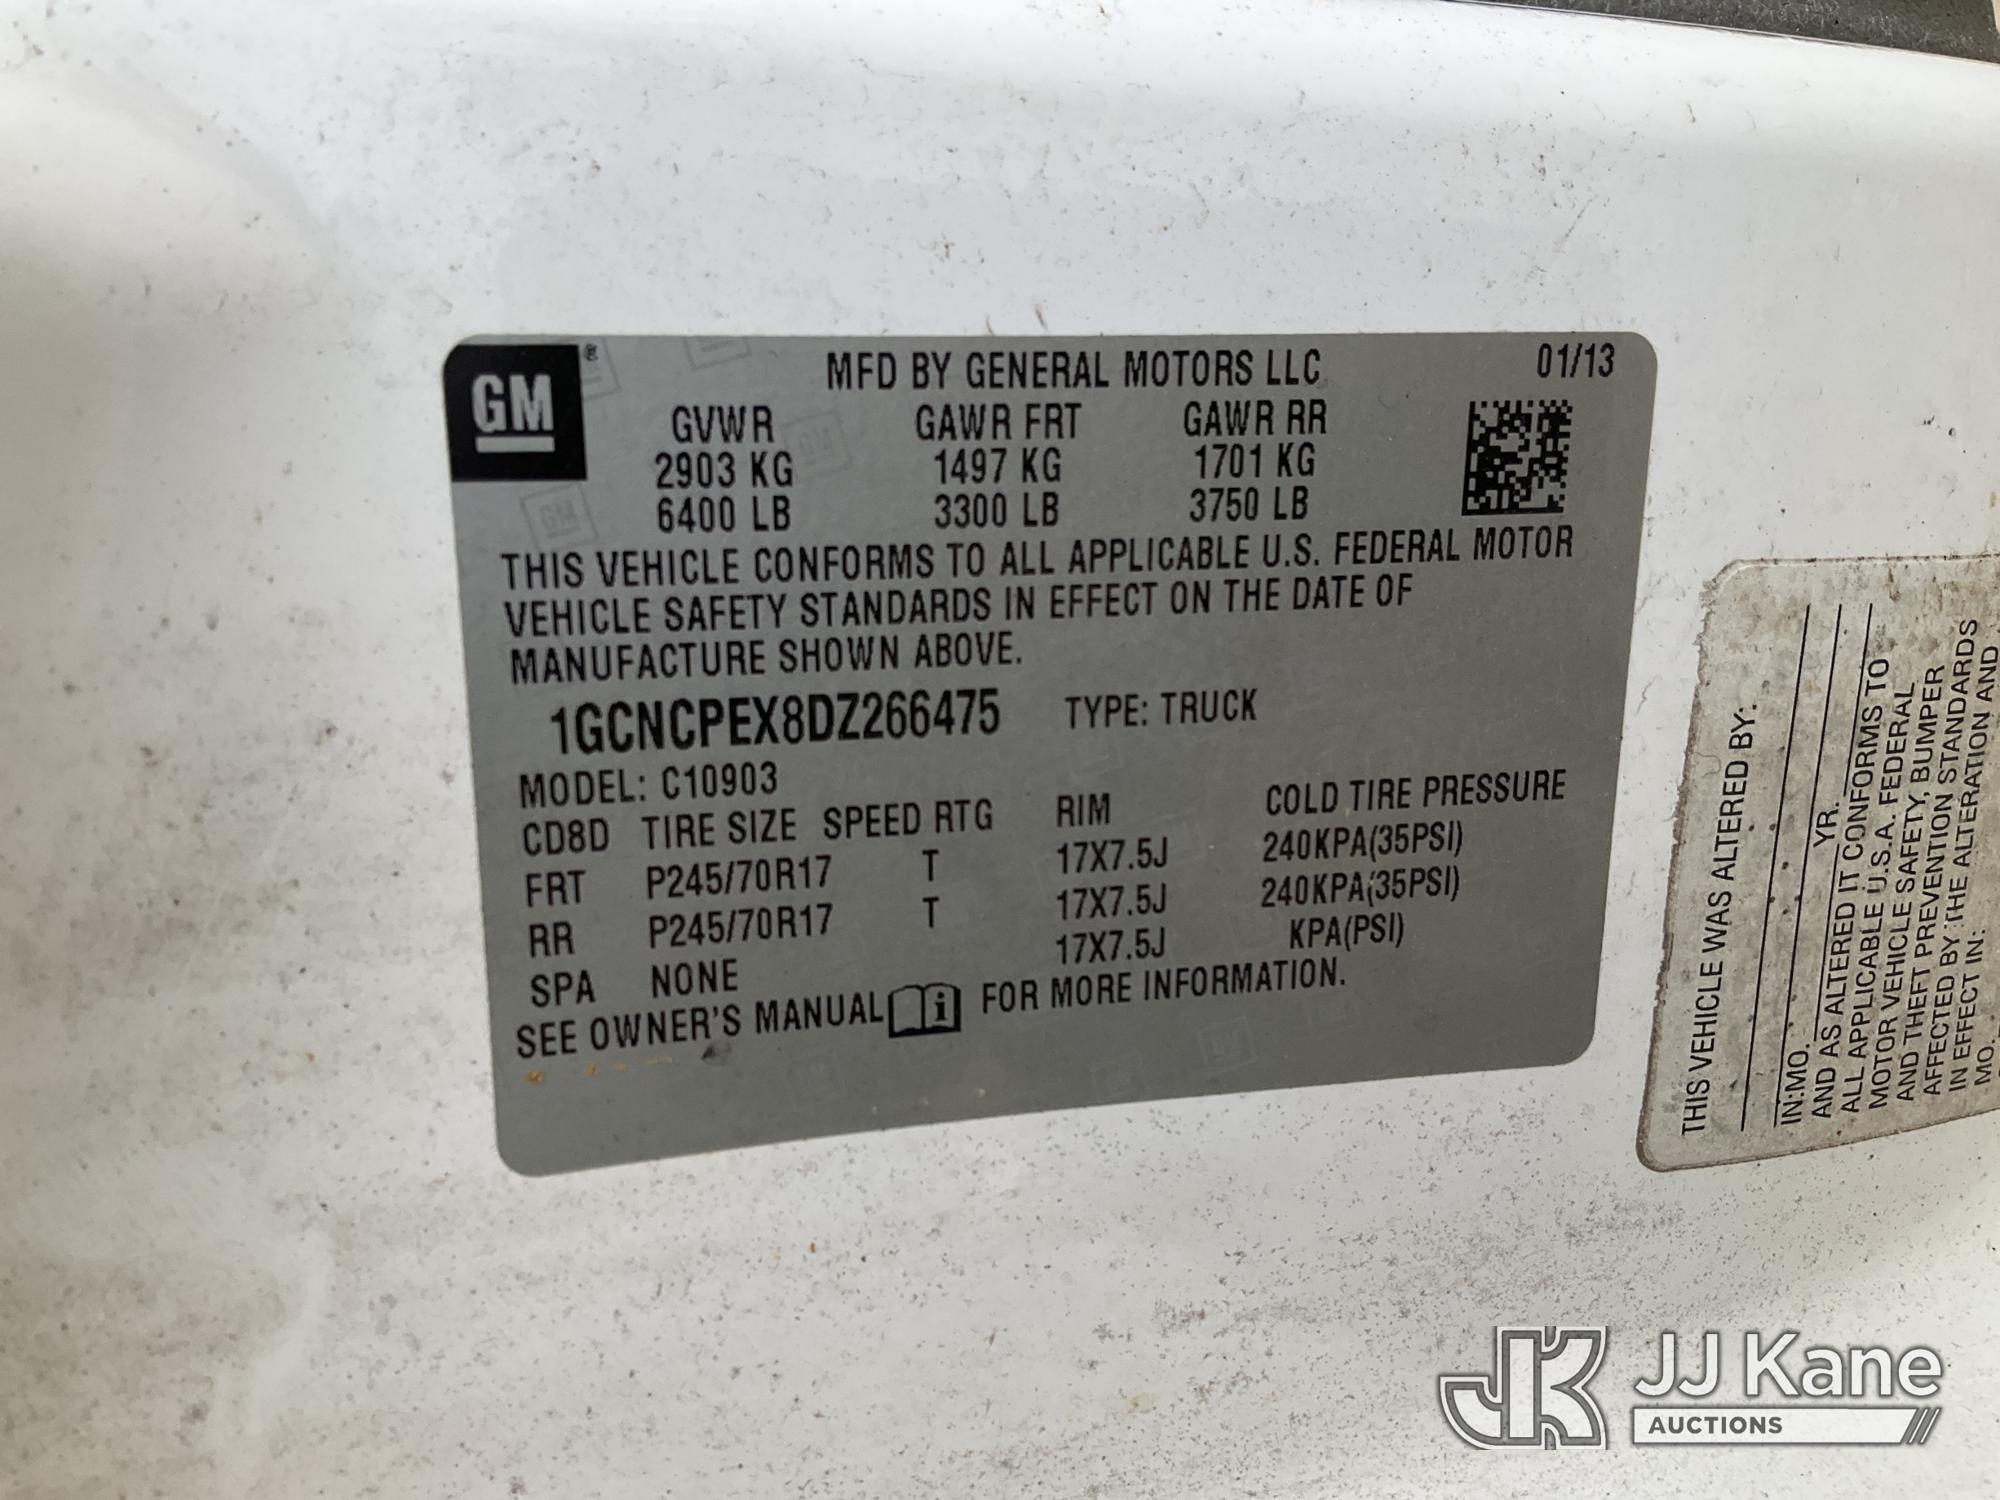 GM ®
MFD BY GENERAL MOTORS LLC 01/13
GVWR GAWR FRT GAWR RR
2903 KG 1497 KG 1701 KG
6400 LB 3300 LB 3750 LB
THIS VEHICLE CONFORMS TO ALL APPLICABLE U.S. FEDERAL MOTOR
VEHICLE SAFETY STANDARDS IN EFFECT ON THE DATE OF
MANUFACTURE SHOWN ABOVE.
1GCNCPEX8DZ266475 TYPE: TRUCK
MODEL: C10903
CD8D TIRE SIZE SPEED RTG RIM COLD TIRE PRESSURE
FRT P245/70R17 T 17X7.5J 240KPA(35PSI)
RR P245/70R17 T 17X7.5J 240KPA(35PSI)
SPA NONE 17X7.5J KPA(PSI)
SEE OWNER'S MANUAL i FOR MORE INFORMATION.
THIS VEHICLE WAS ALTERED BY:
IN:MO. YR.
AND AS ALTERED IT CONFORMS TO
ALL APPLICABLE U.S.A. FEDERAL
MOTOR VEHICLE SAFETY, BUMPER
AND THEFT PREVENTION STANDARDS
AFFECTED BY THE ALTERATION AND
IN EFFECT IN:
MO.
JK JJ Kane
AUCTIONS